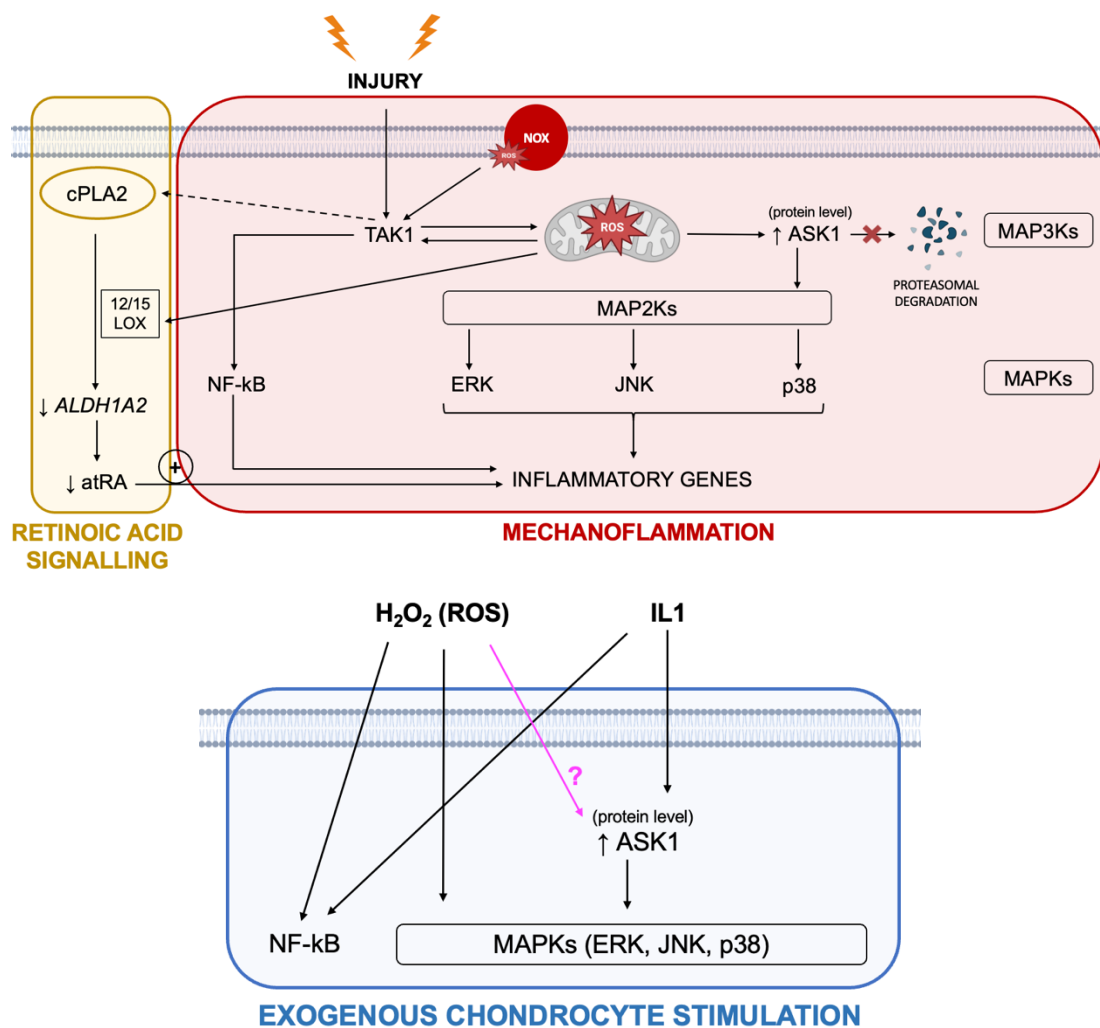 INJURY
NOX
ROS
cPLA2
(protein level)
TAK1
ROS
↑ ASK1
MAP3Ks
PROTEASOMAL
DEGRADATION
12/15
LOX
MAP2Ks
NF-kB
ERK
JNK
p38
MAPKs
↓ ALDH1A2
+
↓ atRA
INFLAMMATORY GENES
RETINOIC ACID
SIGNALLING
MECHANOFLAMMATION
H₂O₂ (ROS)
IL1
?
(protein level)
↑ ASK1
NF-kB
MAPKs (ERK, JNK, p38)
EXOGENOUS CHONDROCYTE STIMULATION